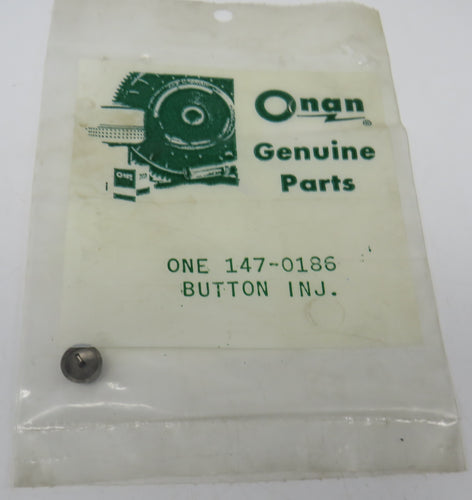 Onan
®
Genuine
Parts
ONE 147-0186
BUTTON INJ.